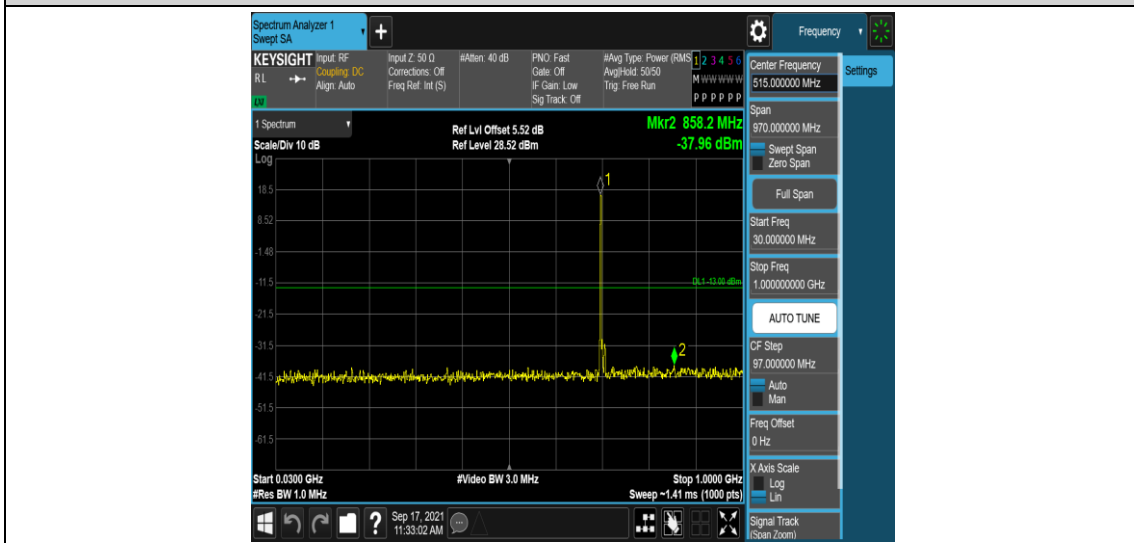 Spectrum Analyzer 1
Swept SA
+
Frequency
KEYSIGHT
RL
LXI
Input: RF
Coupling: DC
Align: Auto
Input Z: 50 Ω
Corrections: Off
Freq Ref: Int (S)
#Atten: 40 dB
PNO: Fast
Gate: Off
IF Gain: Low
Sig Track: Off
#Avg Type: Power (RMS
Avg|Hold: 50/50
Trig: Free Run
1 2 3 4 5 6
M W W W W W
P P P P P P
1 Spectrum
Scale/Div 10 dB
Log
Ref Lvl Offset 5.52 dB
Ref Level 28.52 dBm
Mkr2 858.2 MHz
-37.96 dBm
18.5
8.52
-1.48
-11.5
-21.5
-31.5
-41.5
-51.5
-61.5
1
DL1 -13.00 dBm
2
Start 0.0300 GHz
#Res BW 1.0 MHz
#Video BW 3.0 MHz
Stop 1.0000 GHz
Sweep ~1.41 ms (1000 pts)
?
Sep 17, 2021
11:33:02 AM
Center Frequency
515.000000 MHz
Settings
Span
970.000000 MHz
Swept Span
Zero Span
Full Span
Start Freq
30.000000 MHz
Stop Freq
1.000000000 GHz
AUTO TUNE
CF Step
97.000000 MHz
Auto
Man
Freq Offset
0 Hz
X Axis Scale
Log
Lin
Signal Track
(Span Zoom)